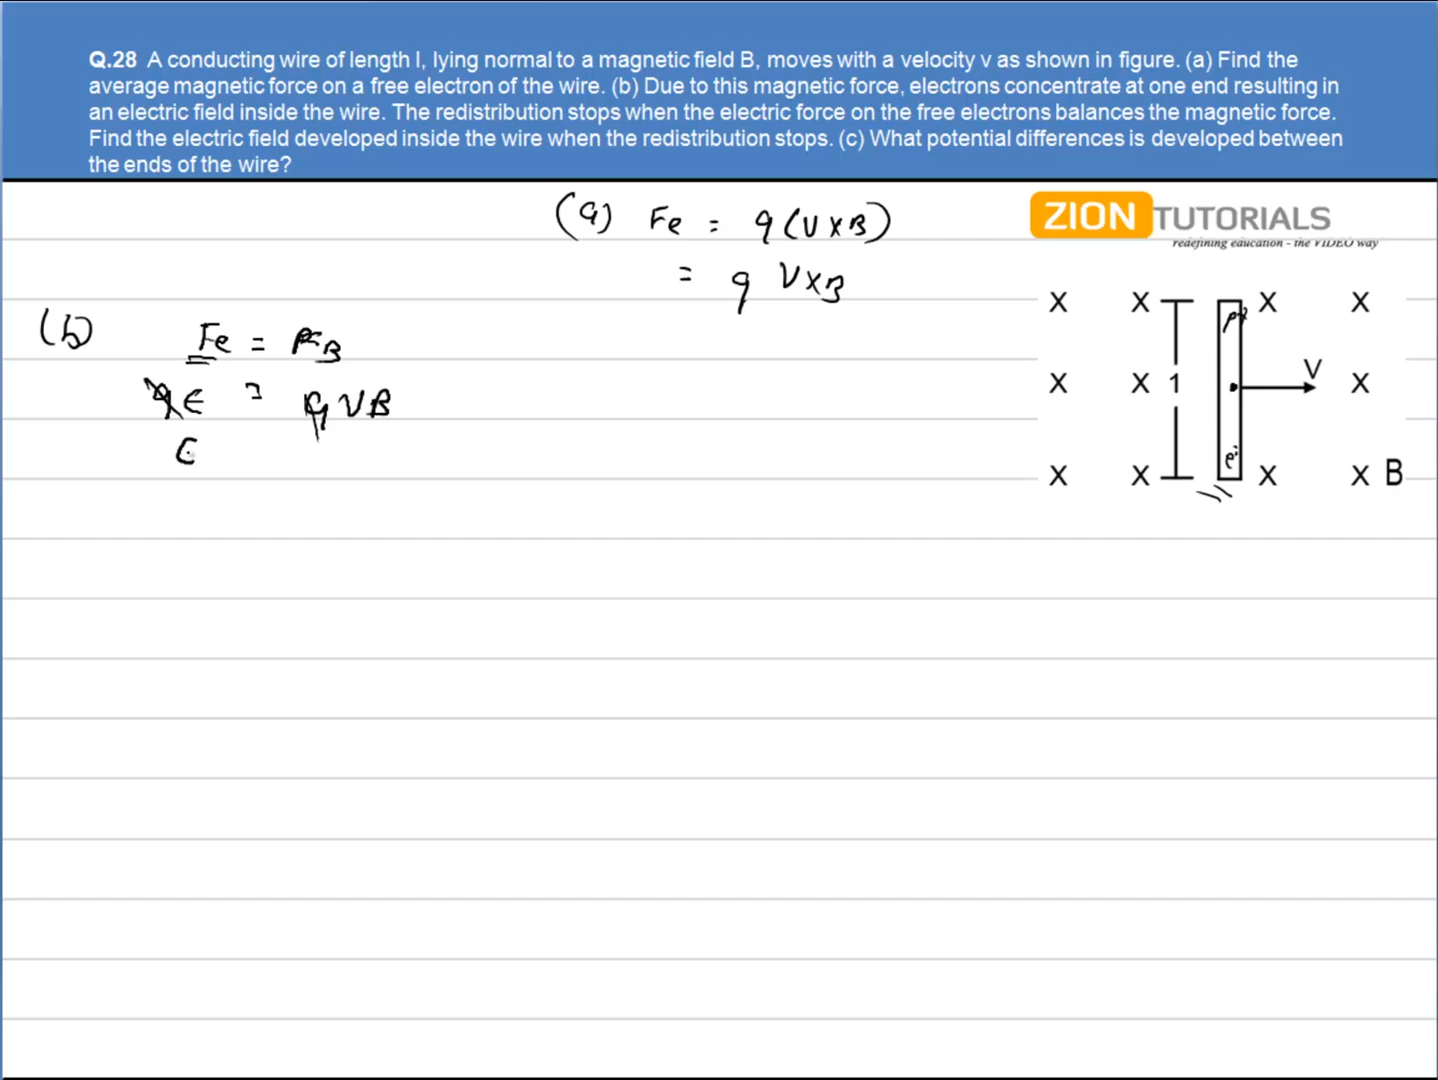 Q.28 A conducting wire of length l, lying normal to a magnetic field B, moves with a velocity v as shown in figure. (a) Find the
average magnetic force on a free electron of the wire. (b) Due to this magnetic force, electrons concentrate at one end resulting in
an electric field inside the wire. The redistribution stops when the electric force on the free electrons balances the magnetic force.
Find the electric field developed inside the wire when the redistribution stops. (c) What potential differences is developed between
the ends of the wire?
(a) Fe = q (V X B)
= q V X B
ZION TUTORIALS
redefining education - the VIDEO way
(b) Fe = FB
qE = q V B
E
X X X X
X X 1 V X
X X e X X B